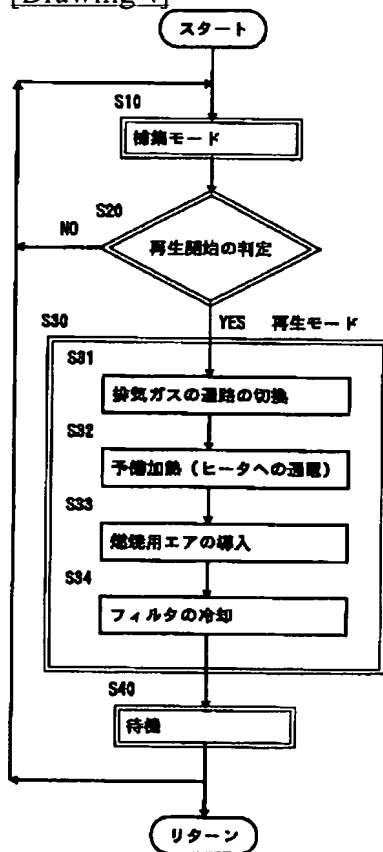 [Drawing
スタート
S10
捕集モード
S20
NO
再生開始の判定
S30
YES 再生モード
S31
排気ガスの通路の切換
S32
予備加熱(ヒータへの通電)
S33
燃焼用エアの導入
S34
フィルタの冷却
S40
待機
リターン